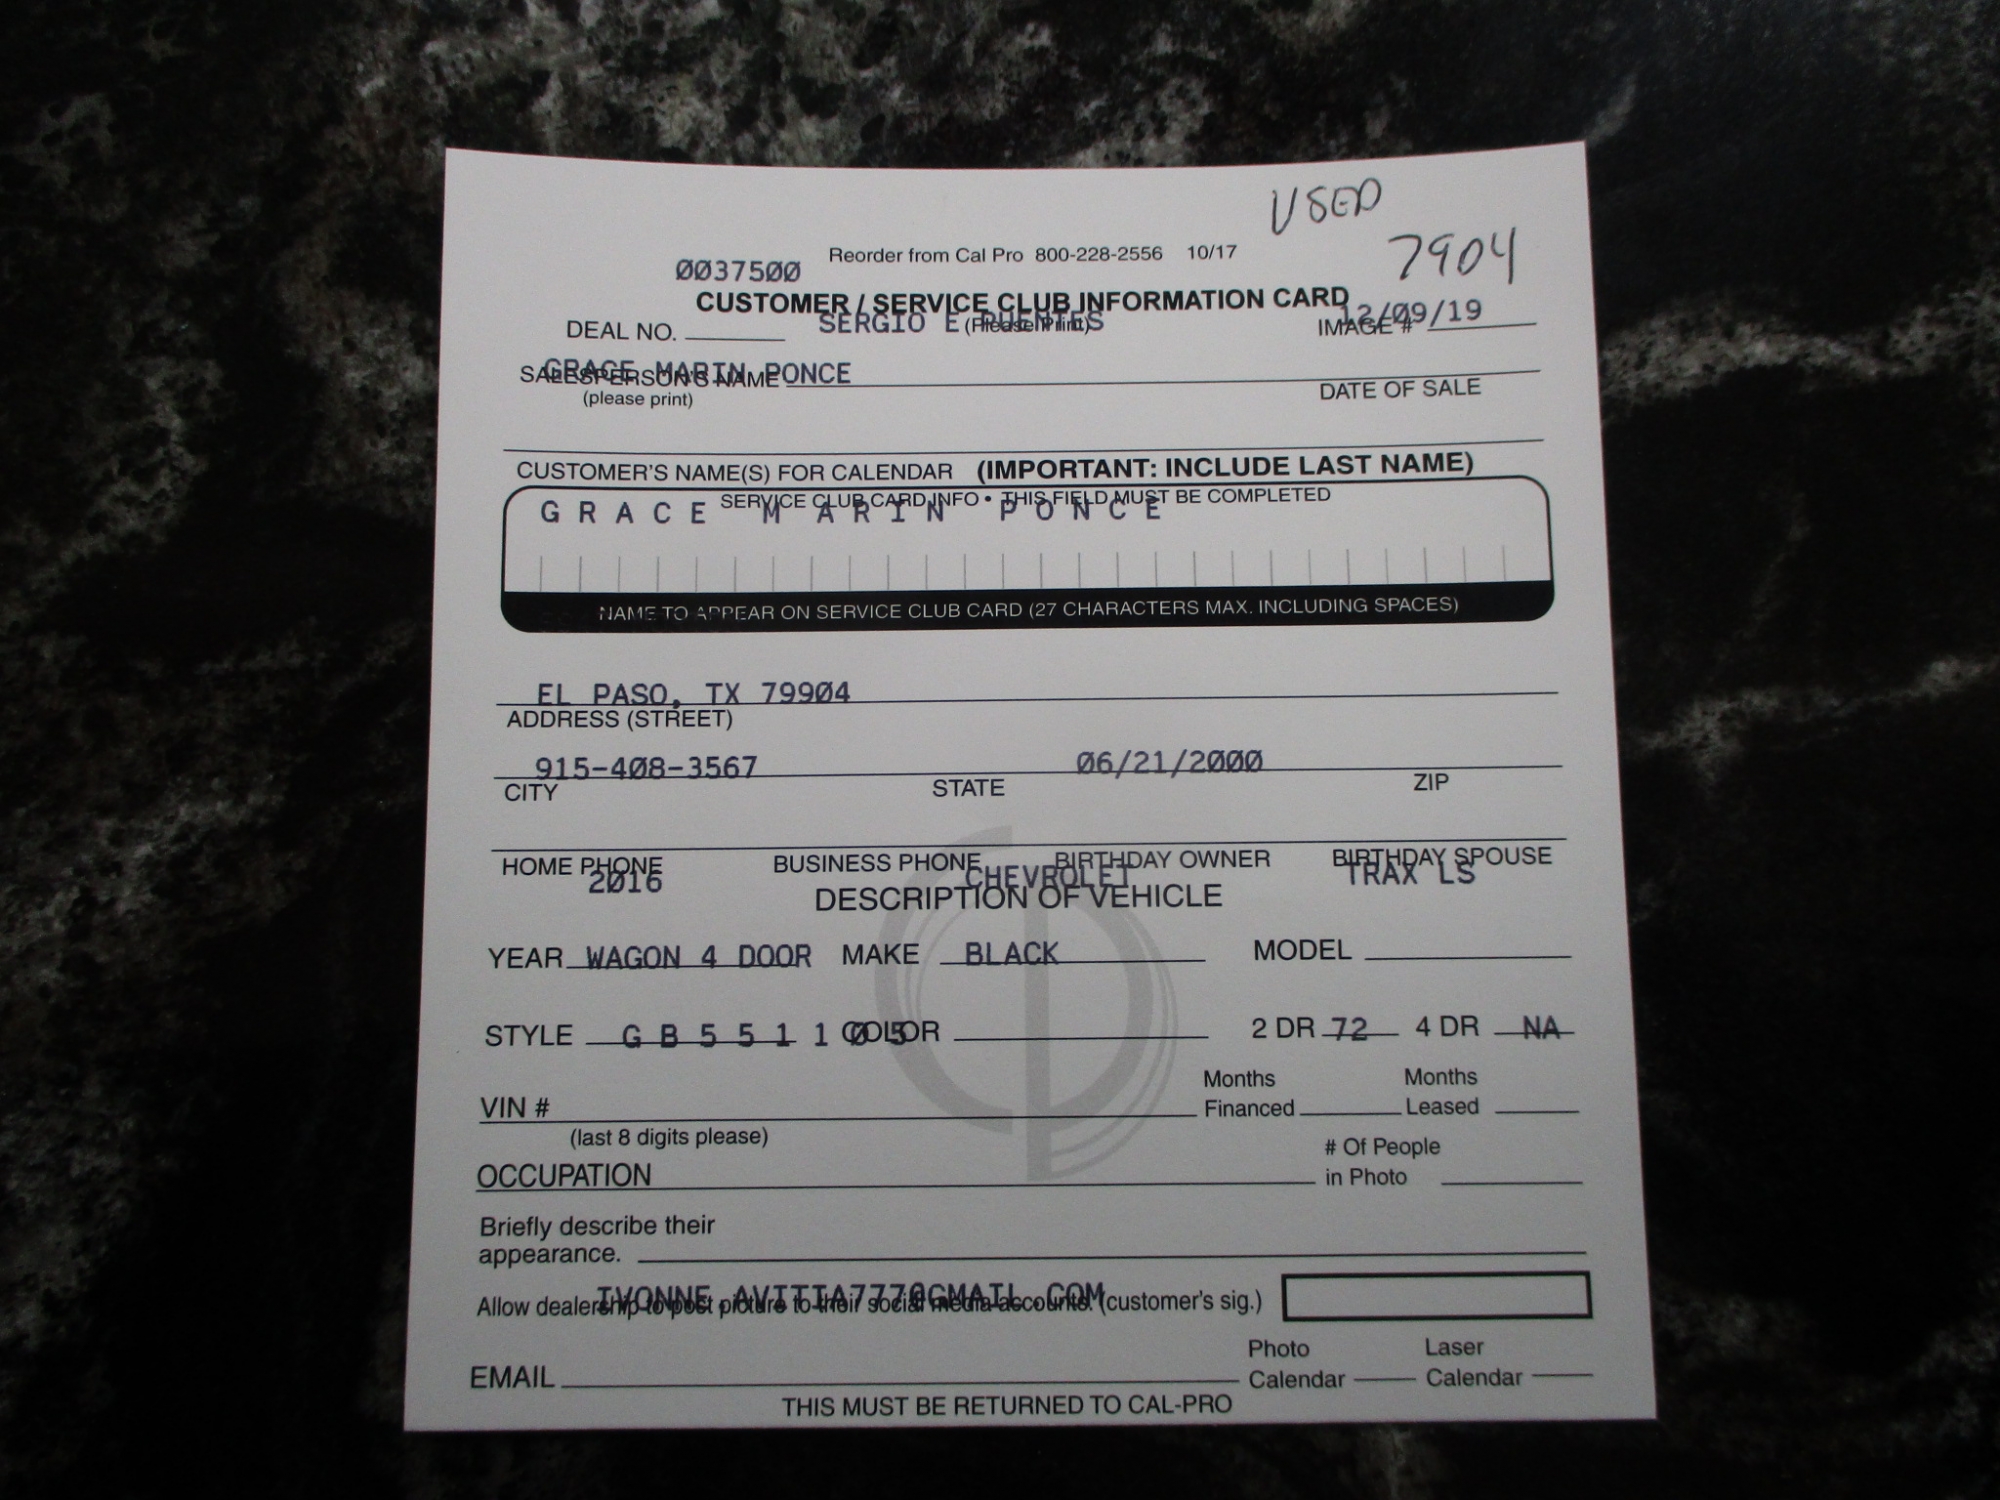 USED
7904
Reorder from Cal Pro 800-228-2556 10/17
0037500
CUSTOMER / SERVICE CLUB INFORMATION CARD
SERGIO E PUENTES (Please Print) 12/09/19
DEAL NO. IMAGE #
GRACE MARIN PONCE
SALESPERSON'S NAME
(please print) DATE OF SALE
CUSTOMER'S NAME(S) FOR CALENDAR (IMPORTANT: INCLUDE LAST NAME)
SERVICE CLUB CARD INFO • THIS FIELD MUST BE COMPLETED
GRACE MARIN PONCE
NAME TO APPEAR ON SERVICE CLUB CARD (27 CHARACTERS MAX. INCLUDING SPACES)
EL PASO, TX 79904
ADDRESS (STREET)
915-408-3567 06/21/2000
CITY STATE ZIP
HOME PHONE BUSINESS PHONE BIRTHDAY OWNER BIRTHDAY SPOUSE
2016 CHEVROLET TRAX LS
DESCRIPTION OF VEHICLE
YEAR WAGON 4 DOOR MAKE BLACK MODEL
STYLE GB551105 COLOR 2 DR 72 4 DR NA
VIN # Months Financed Months Leased
(last 8 digits please)
OCCUPATION # Of People in Photo
Briefly describe their
appearance.
IVONNE.AVITIA777@GMAIL.COM
Allow dealership to post picture to their social media accounts. (customer's sig.)
EMAIL Photo Calendar Laser Calendar
THIS MUST BE RETURNED TO CAL-PRO